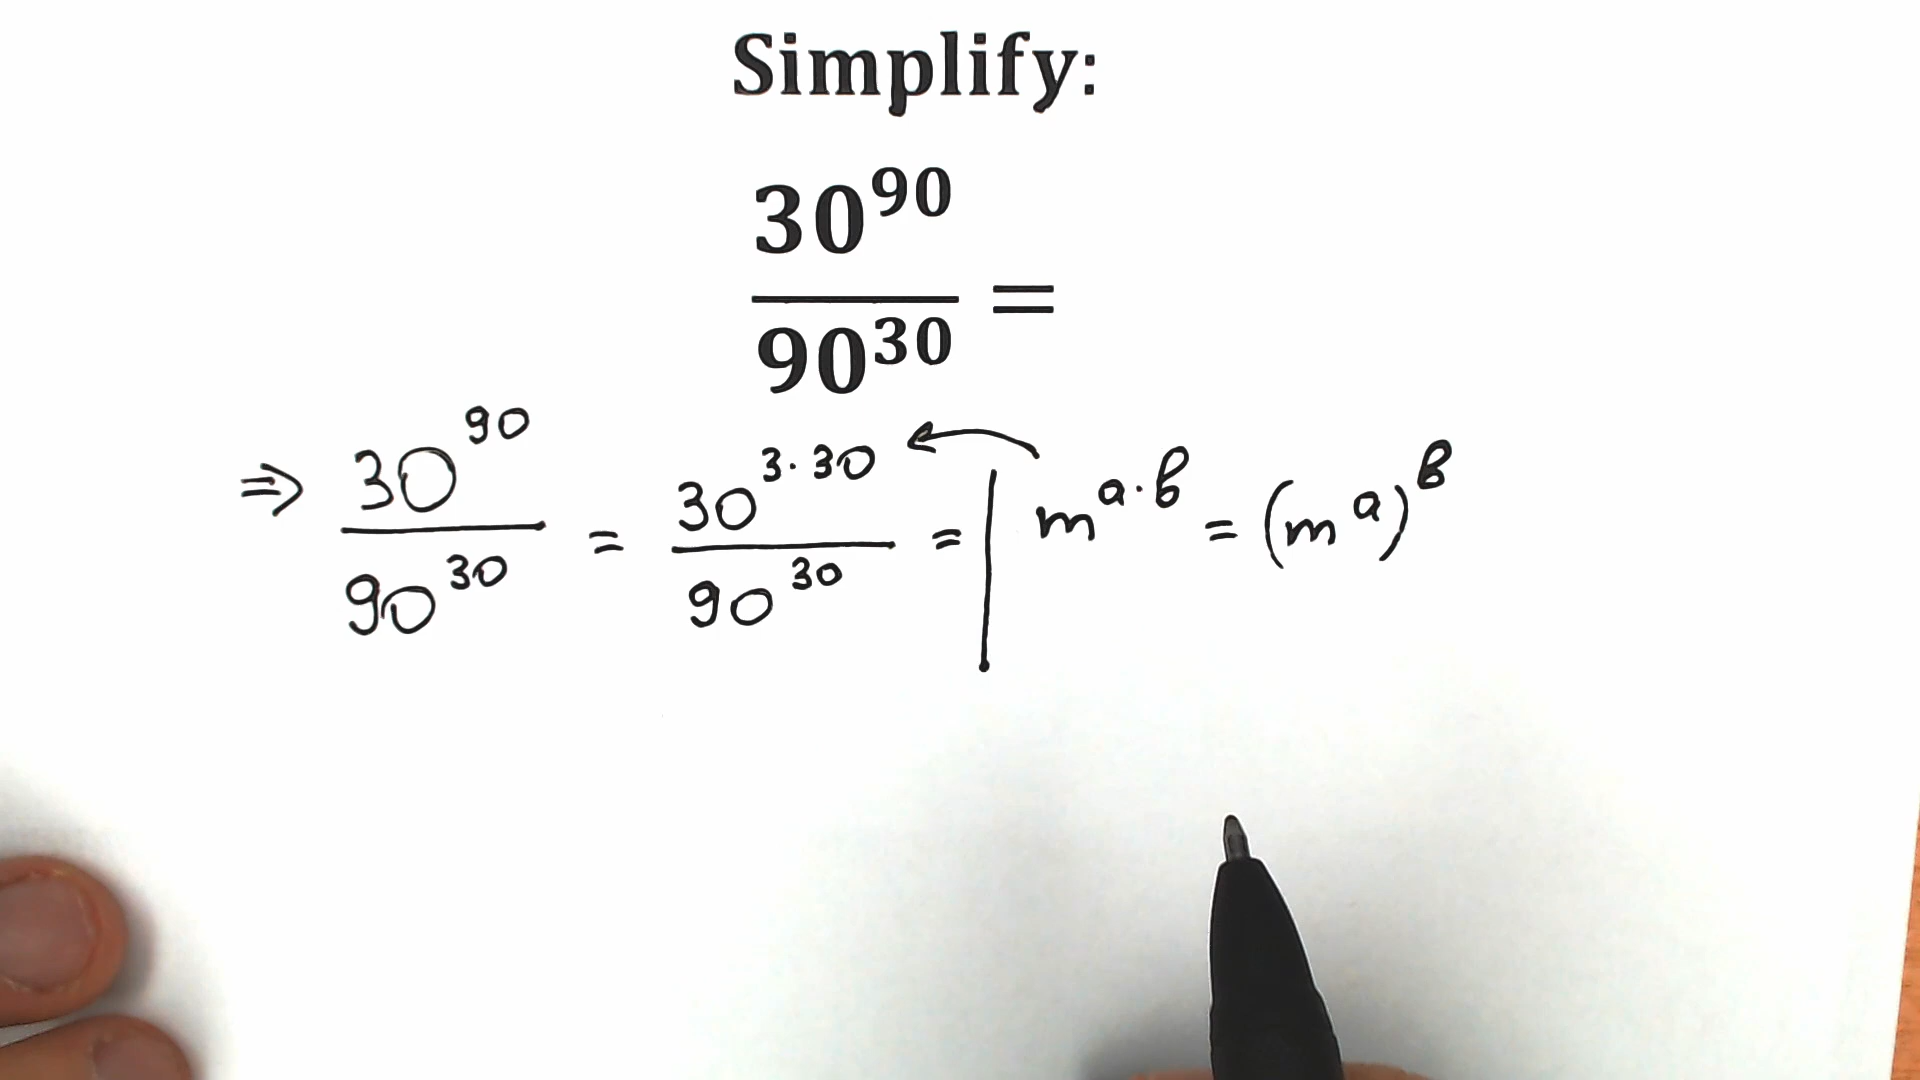 Simplify:
30^90
90^30 =
⇒ 30^90 / 90^30 = 30^(3·30) / 90^30 = | m^(a·b) = (m^a)^b